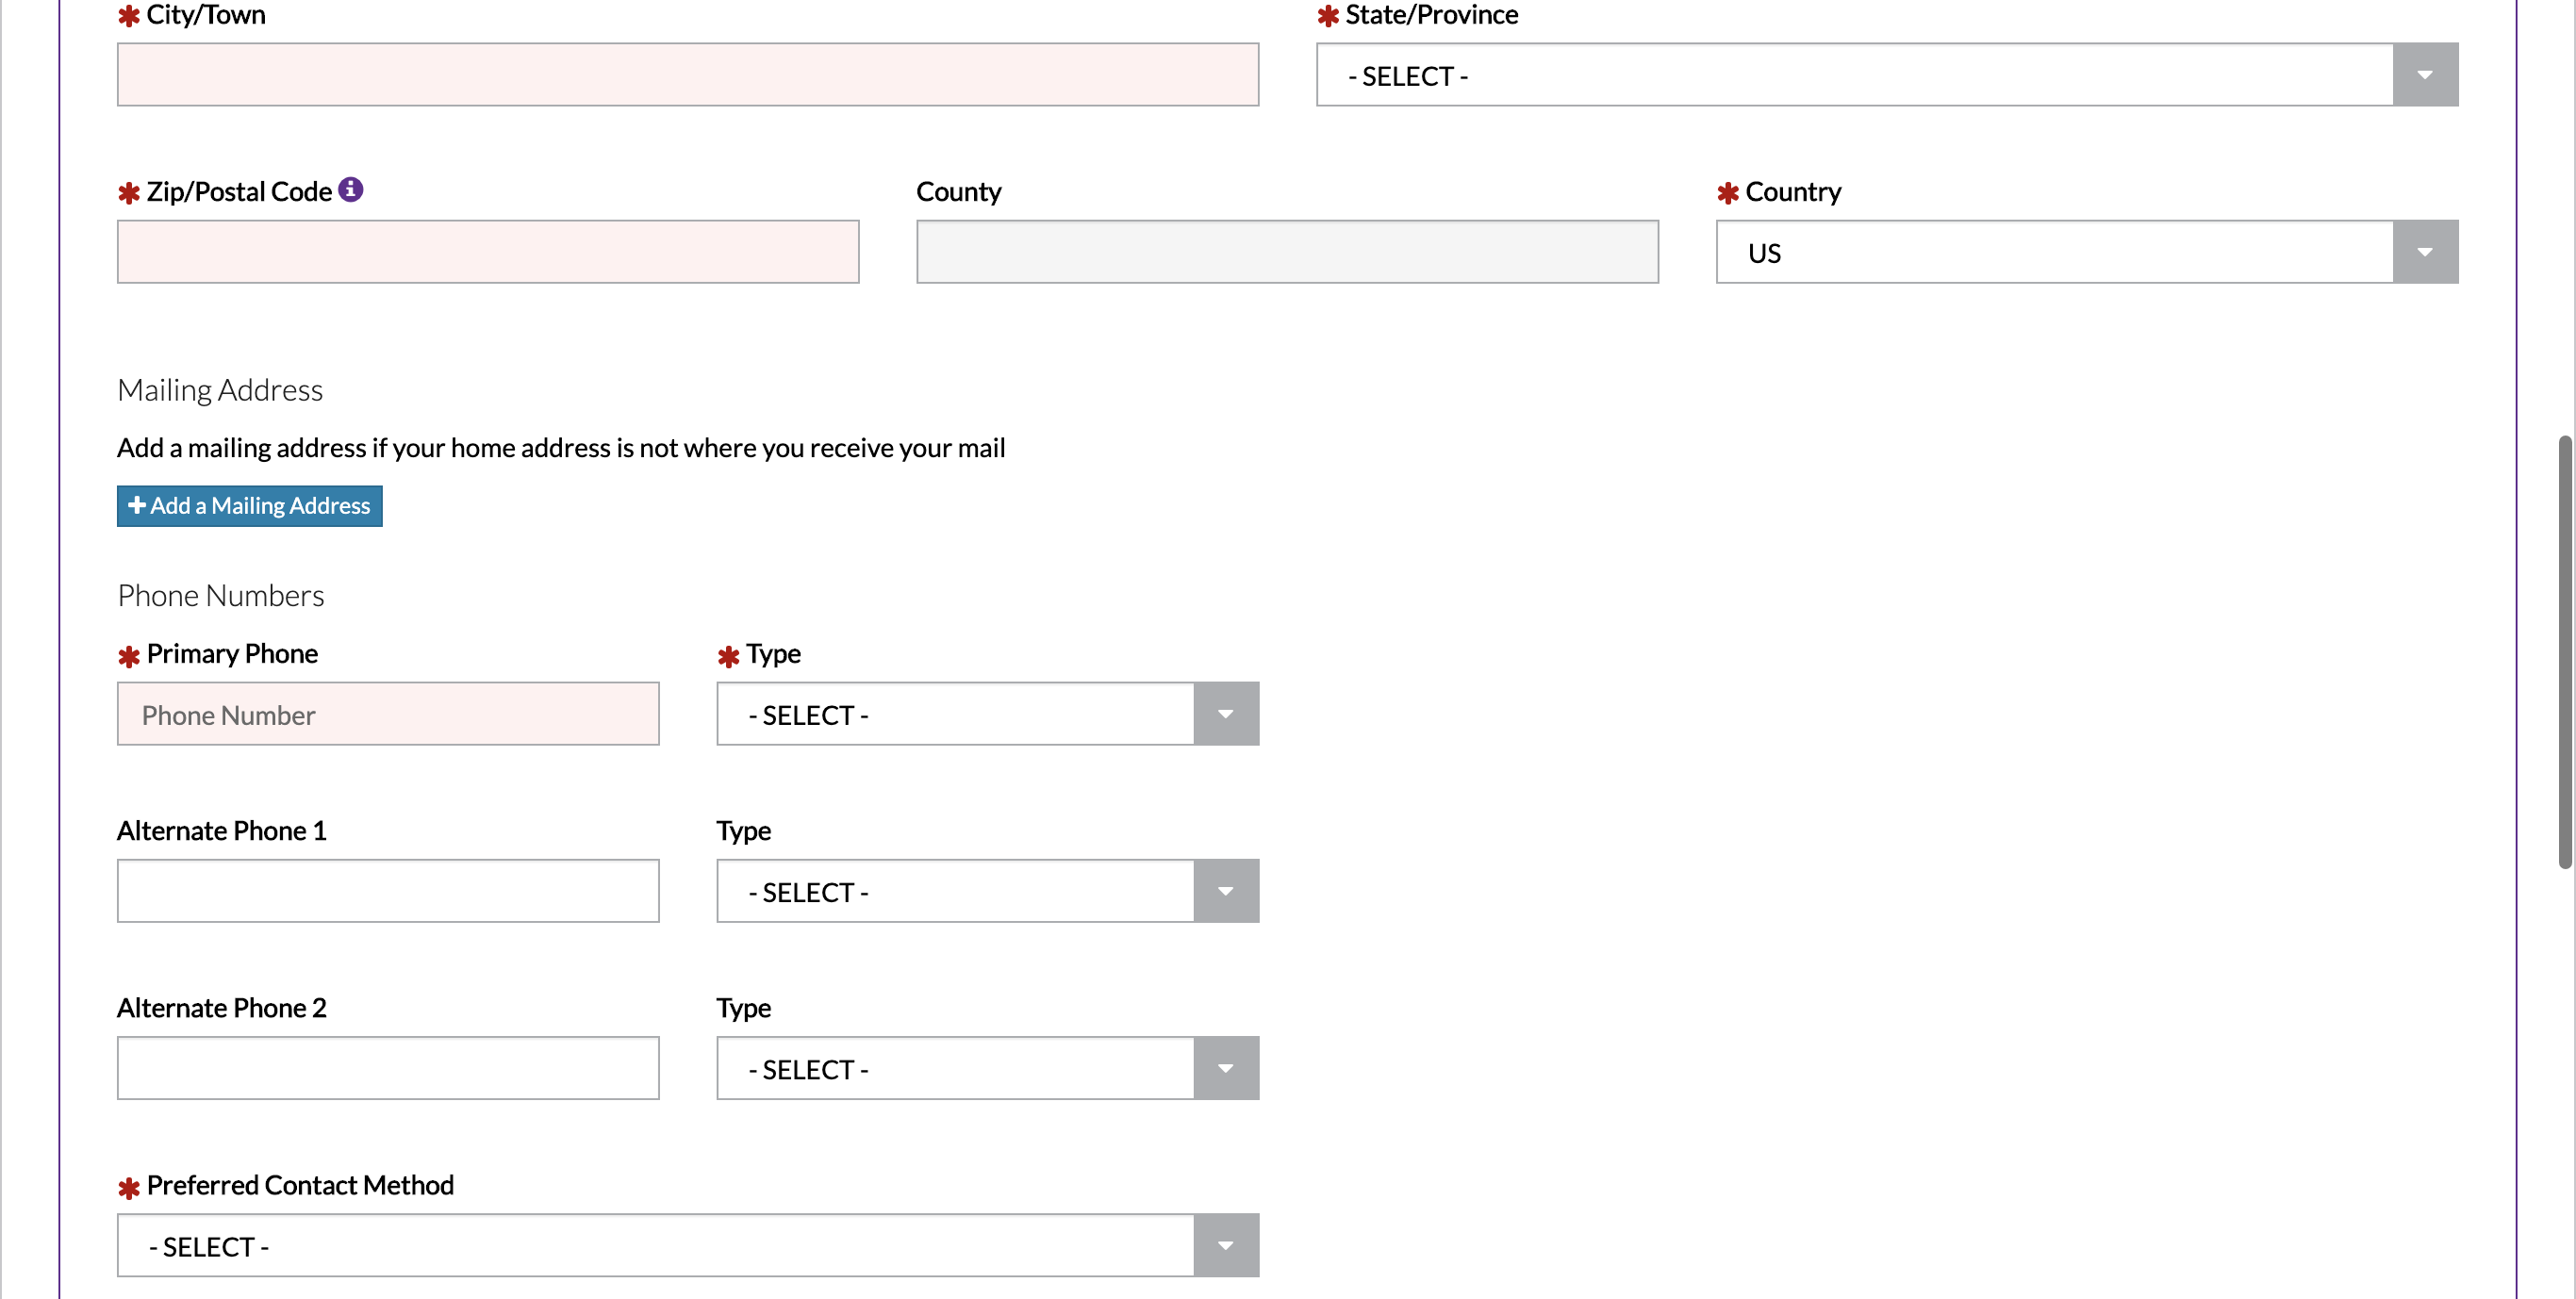 * City/Town
* State/Province
- SELECT -
* Zip/Postal Code
County
* Country
US
Mailing Address
Add a mailing address if your home address is not where you receive your mail
+ Add a Mailing Address
Phone Numbers
* Primary Phone
* Type
Phone Number
- SELECT -
Alternate Phone 1
Type
- SELECT -
Alternate Phone 2
Type
- SELECT -
* Preferred Contact Method
- SELECT -